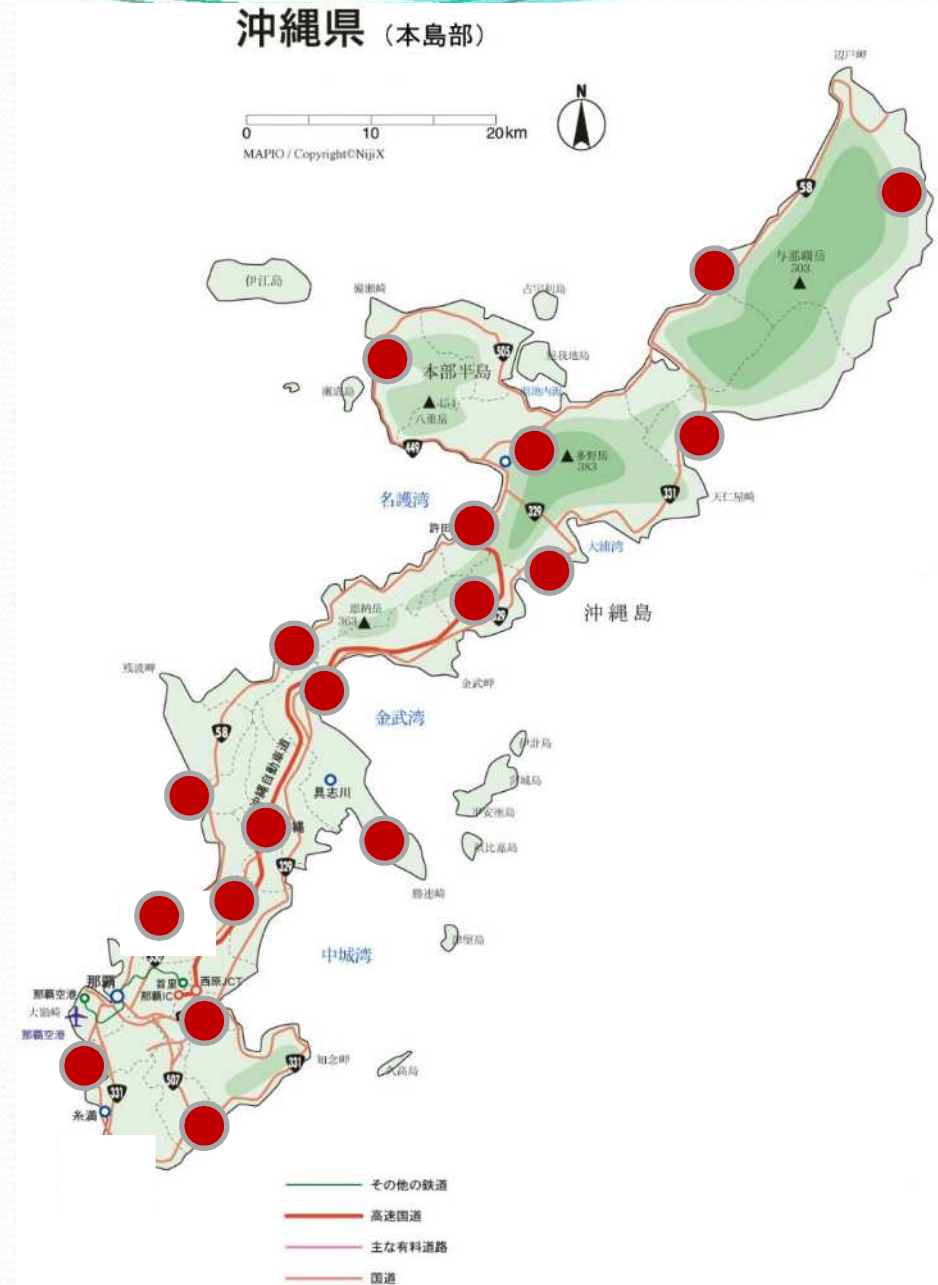 沖縄県（本島部）
0 10 20km
MAPIO / Copyright©NijiX
N
辺戸岬
58
与那覇岳
503
伊江島
備瀬崎
古宇利島
505
屋我地島
本部半島
瀬底島
454
八重岳
449
多野岳
383
名護湾
331
天仁屋崎
329
許田
大浦湾
沖縄島
恩納岳
363
残波岬
金武岬
金武湾
58
伊計島
宮城島
沖縄自動車道
具志川
平安座島
浜比嘉島
縄
329
勝連崎
津堅島
中城湾
那覇
首里
西原JCT
那覇IC
那覇空港
大嶺崎
那覇空港
知念岬
久高島
331
507
331
糸満
その他の鉄道
高速国道
主な有料道路
国道